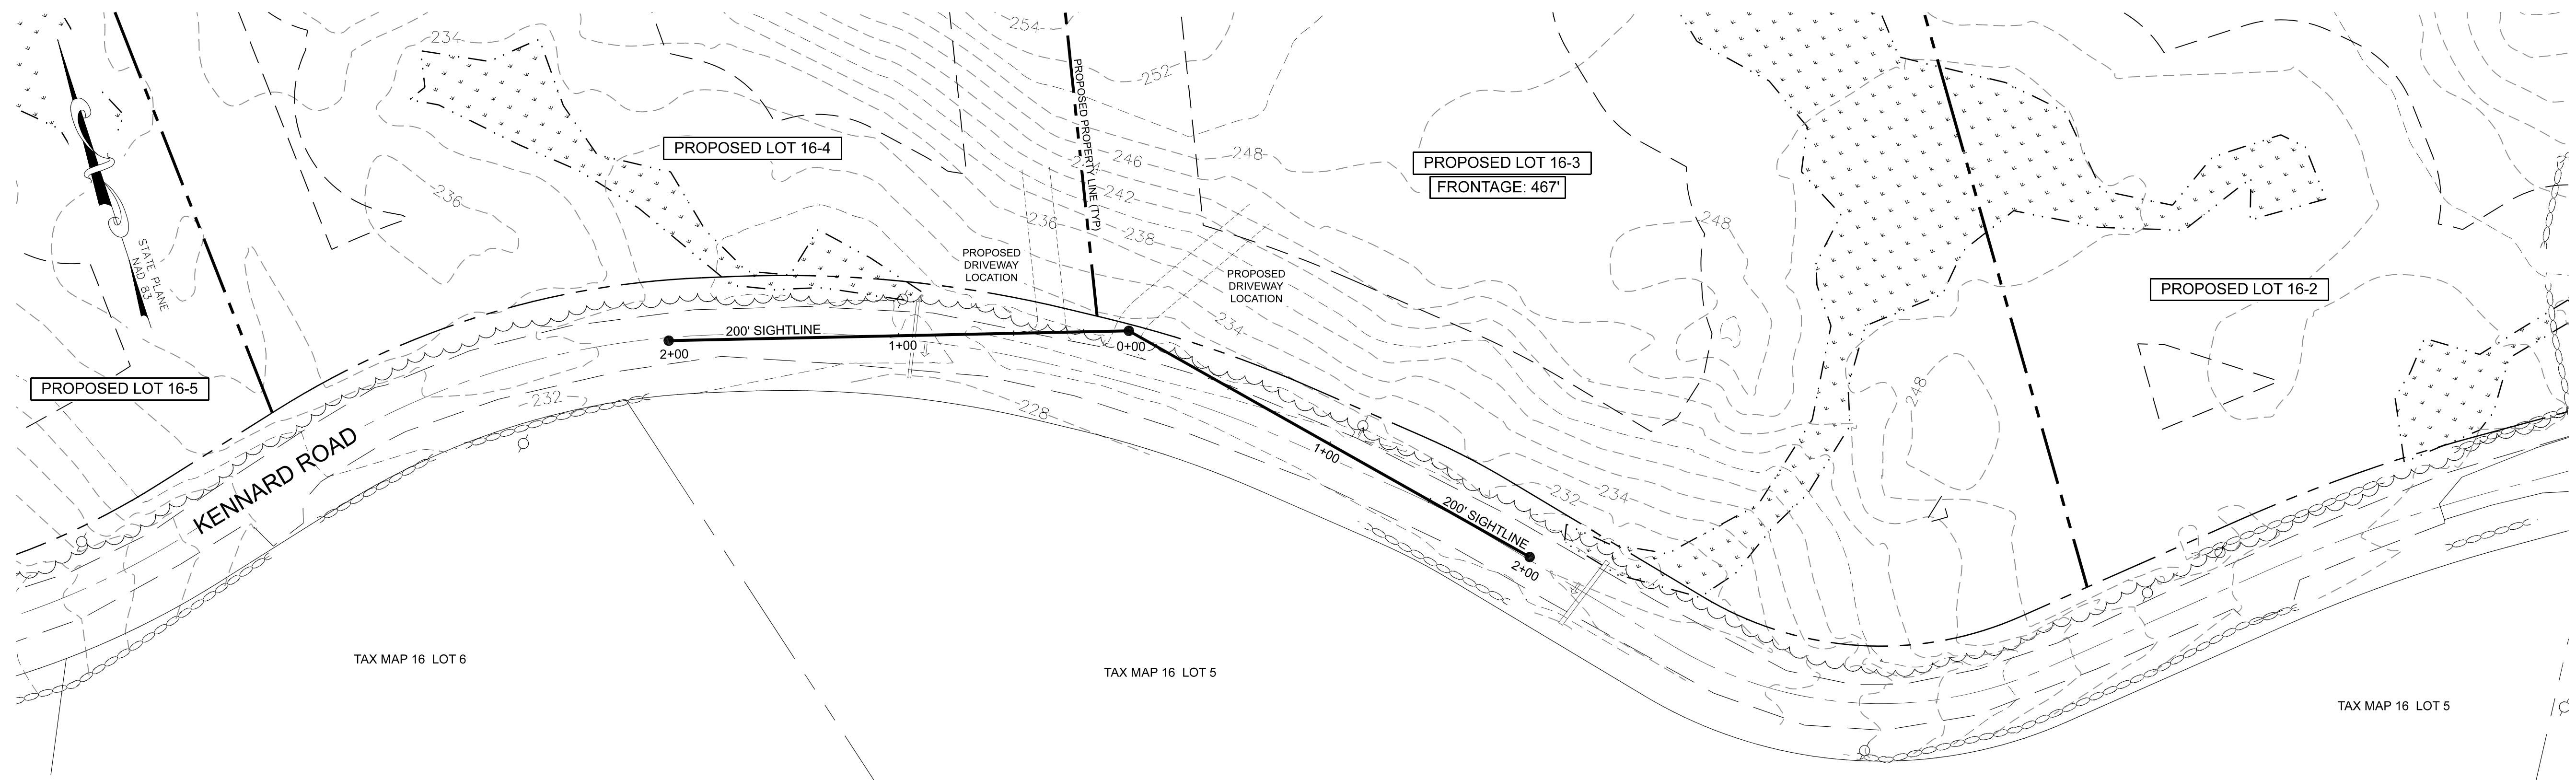 234
254
252
PROPOSED LOT 16-4
PROPOSED PROPERTY LINE (TYP)
246
248
PROPOSED LOT 16-3
FRONTAGE: 467'
236
242
236
238
248
PROPOSED
DRIVEWAY
LOCATION
PROPOSED
DRIVEWAY
LOCATION
STATE PLANE
NAD 83
PROPOSED LOT 16-2
234
200' SIGHTLINE
2+00
1+00
0+00
PROPOSED LOT 16-5
232
228
248
KENNARD ROAD
1+00
200' SIGHTLINE
2+00
232
234
TAX MAP 16 LOT 6
TAX MAP 16 LOT 5
TAX MAP 16 LOT 5